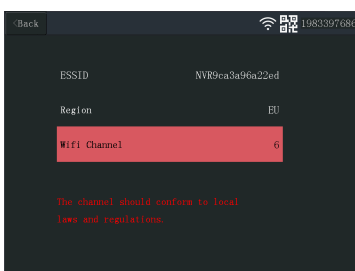 <Back
1983397686
ESSID NVR9ca3a96a22ed
Region EU
Wifi Channel 6
The channel should conform to local
laws and regulations.